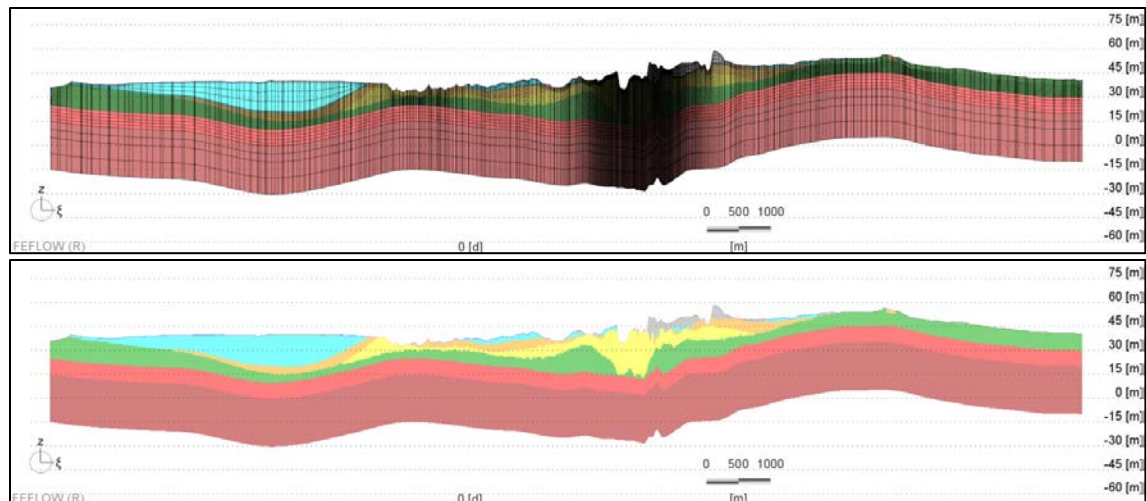 75 [m]
60 [m]
45 [m]
30 [m]
15 [m]
0 [m]
-15 [m]
-30 [m]
-45 [m]
-60 [m]
z
ξ
0 500 1000
FEFLOW (R)
0 [d]
[m]
75 [m]
60 [m]
45 [m]
30 [m]
15 [m]
0 [m]
-15 [m]
-30 [m]
-45 [m]
-60 [m]
z
ξ
0 500 1000
FEFLOW (R)
0 [d]
[m]